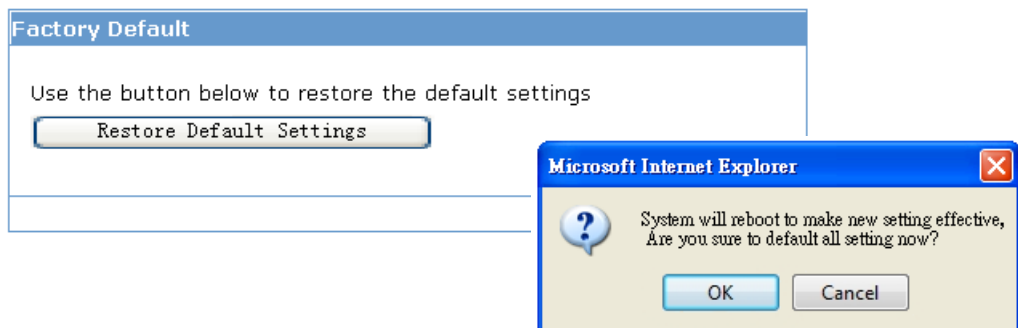 Factory Default
Use the button below to restore the default settings
Restore Default Settings
Microsoft Internet Explorer
System will reboot to make new setting effective,
Are you sure to default all setting now?
OK
Cancel